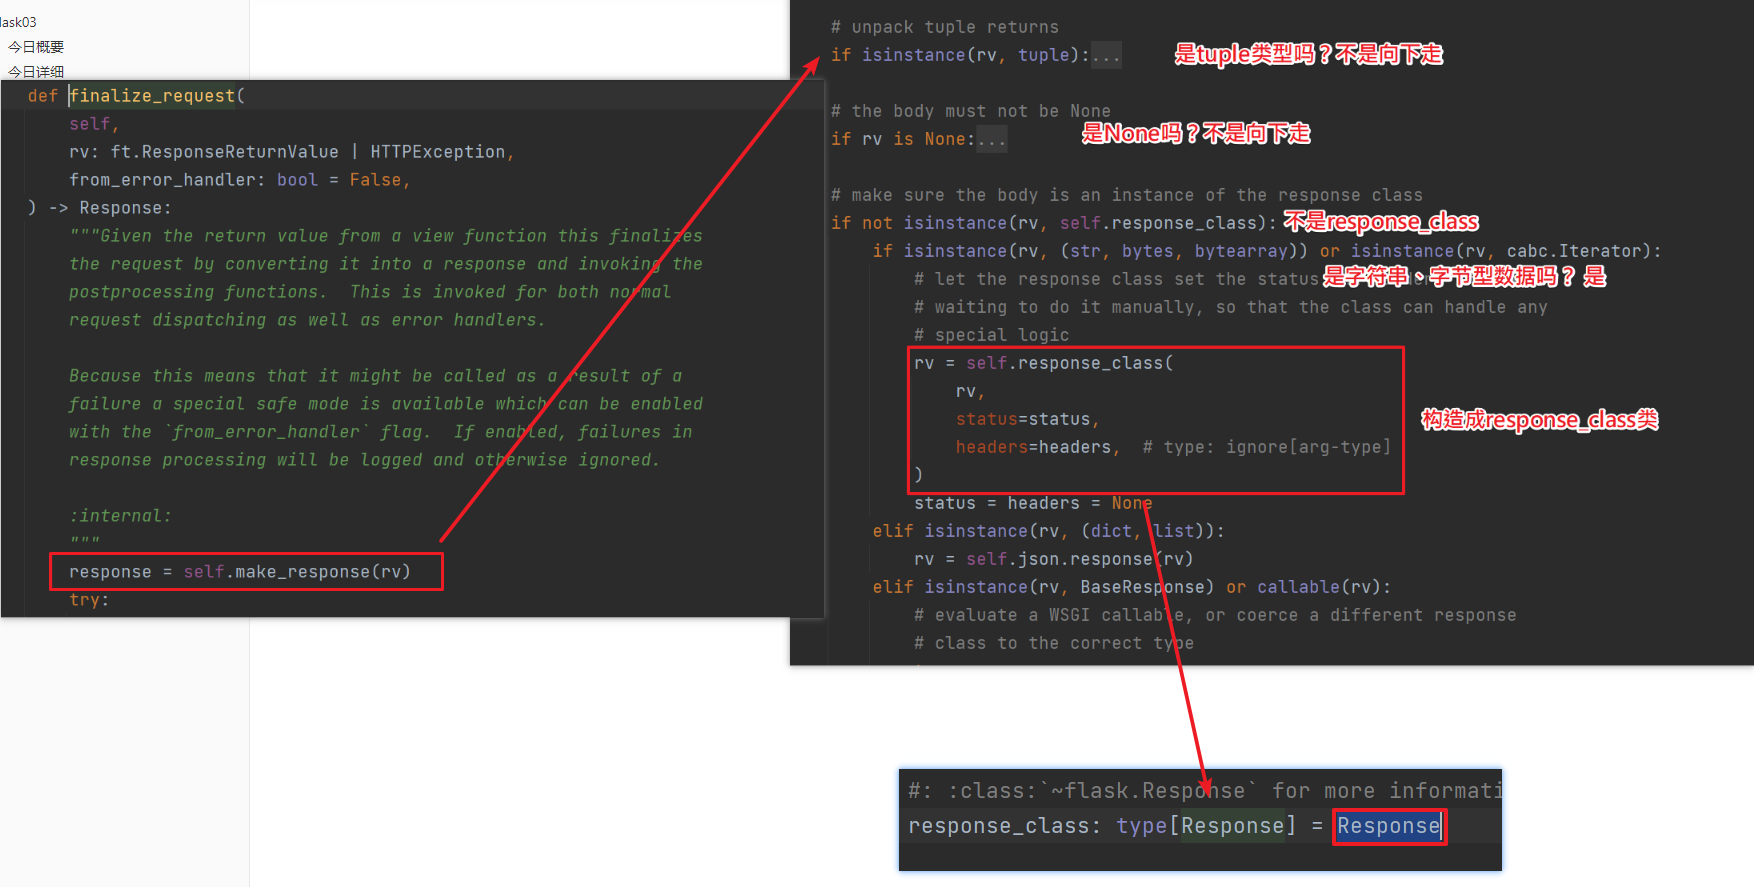 lask03
今日概要
今日详细
def finalize_request(
self,
rv: ft.ResponseReturnValue | HTTPException,
from_error_handler: bool = False,
) -> Response:
"""Given the return value from a view function this finalizes
the request by converting it into a response and invoking the
postprocessing functions.  This is invoked for both normal
request dispatching as well as error handlers.
Because this means that it might be called as a result of a
failure a special safe mode is available which can be enabled
with the `from_error_handler` flag.  If enabled, failures in
response processing will be logged and otherwise ignored.
:internal:
"""
response = self.make_response(rv)
try:
# unpack tuple returns
if isinstance(rv, tuple):...
是tuple类型吗？不是向下走
# the body must not be None
if rv is None:...
是None吗？不是向下走
# make sure the body is an instance of the response class
if not isinstance(rv, self.response_class):
不是response_class
if isinstance(rv, (str, bytes, bytearray)) or isinstance(rv, cabc.Iterator):
# let the response class set the status
是字符串、字节型数据吗？ 是
# waiting to do it manually, so that the class can handle any
# special logic
rv = self.response_class(
rv,
status=status,
headers=headers,  # type: ignore[arg-type]
)
构造成response_class类
status = headers = None
elif isinstance(rv, (dict, list)):
rv = self.json.response(rv)
elif isinstance(rv, BaseResponse) or callable(rv):
# evaluate a WSGI callable, or coerce a different response
# class to the correct type
#: :class:`~flask.Response` for more informati
response_class: type[Response] = Response